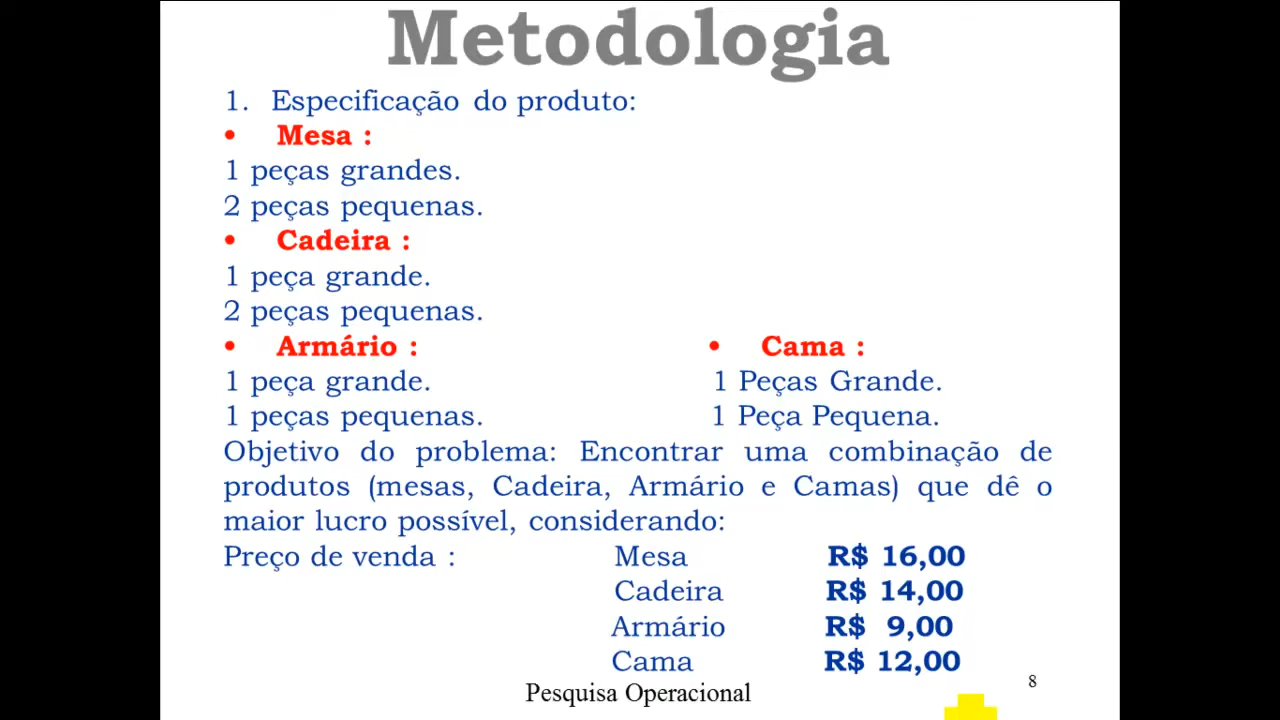 Metodologia
1. Especificação do produto:
• Mesa :
1 peças grandes.
2 peças pequenas.
• Cadeira :
1 peça grande.
2 peças pequenas.
• Armário :
1 peça grande.
1 peças pequenas.
• Cama :
1 Peças Grande.
1 Peça Pequena.
Objetivo do problema: Encontrar uma combinação de
produtos (mesas, Cadeira, Armário e Camas) que dê o
maior lucro possível, considerando:
Preço de venda : Mesa R$ 16,00
Cadeira R$ 14,00
Armário R$ 9,00
Cama R$ 12,00
Pesquisa Operacional
8